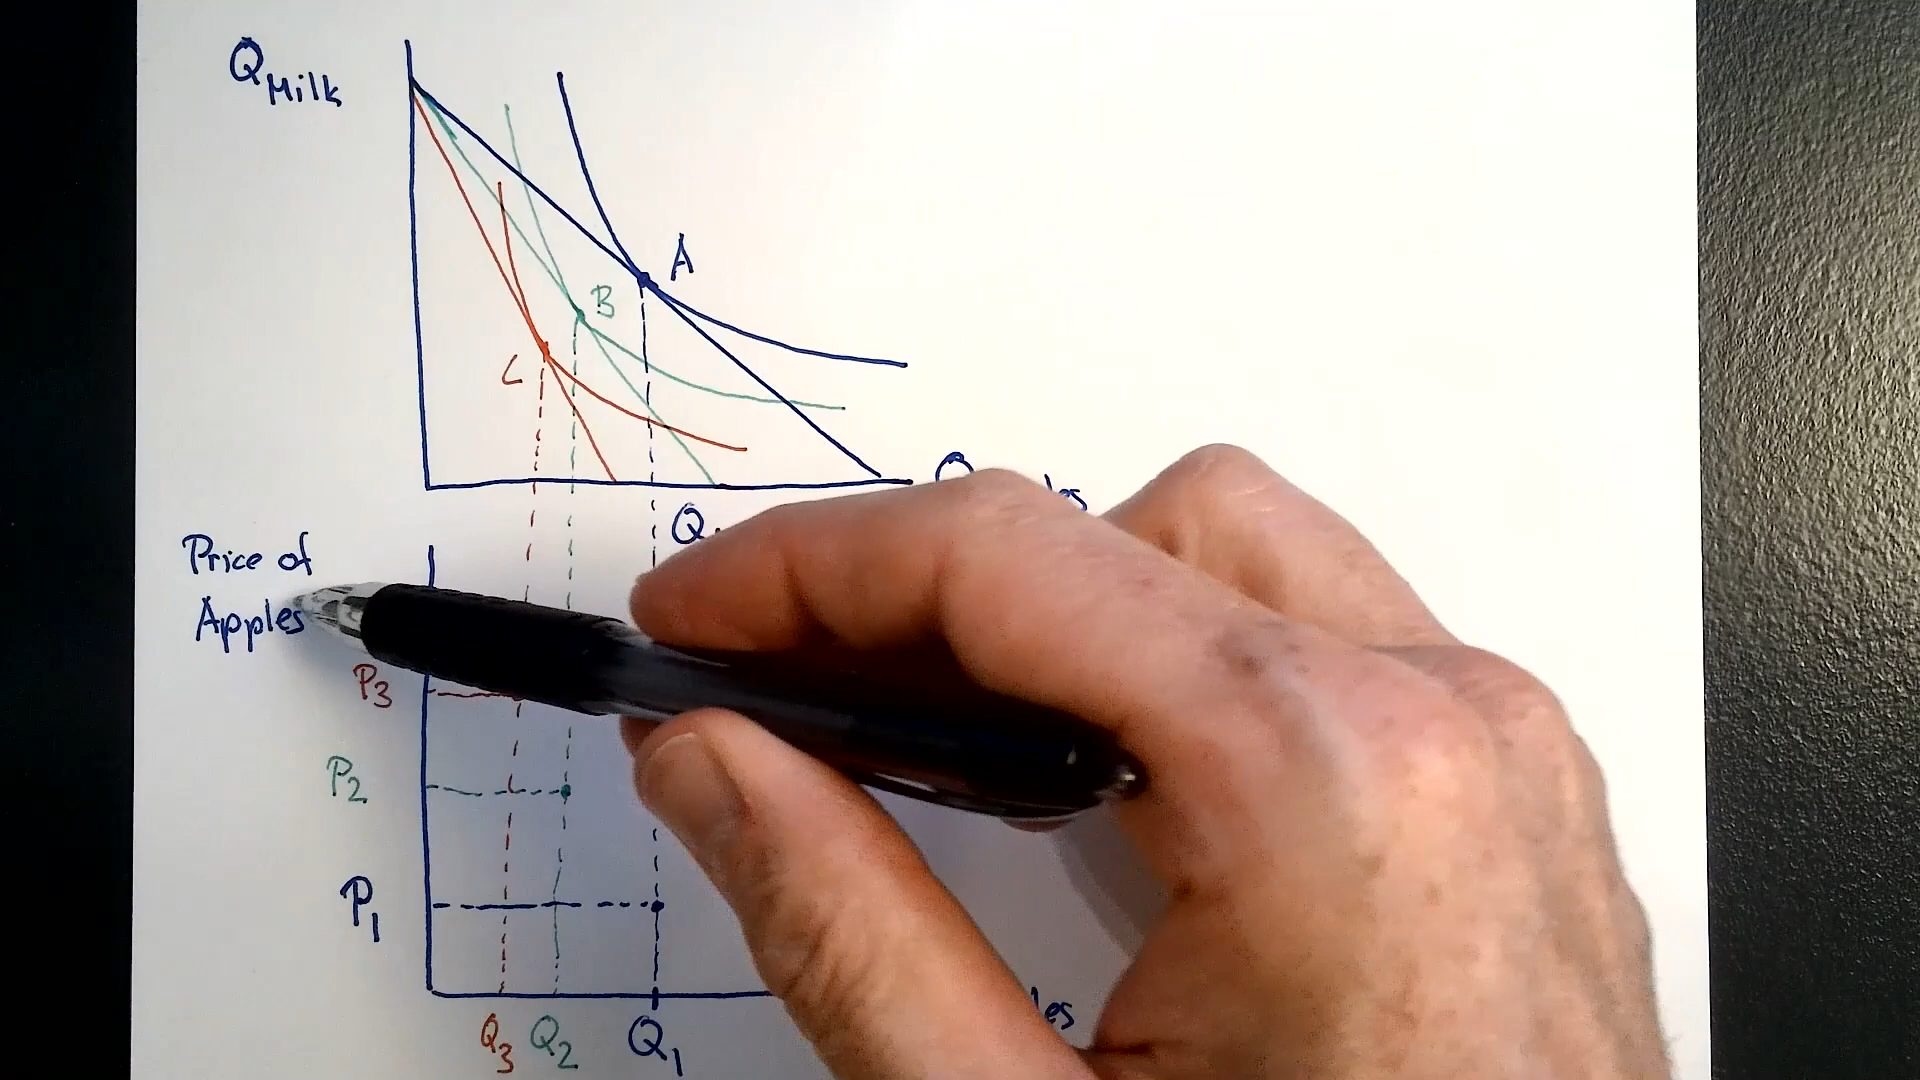 Q Milk
A
B
C
Q
Price of
Apples
P3
P2
P1
Q3 Q2 Q1